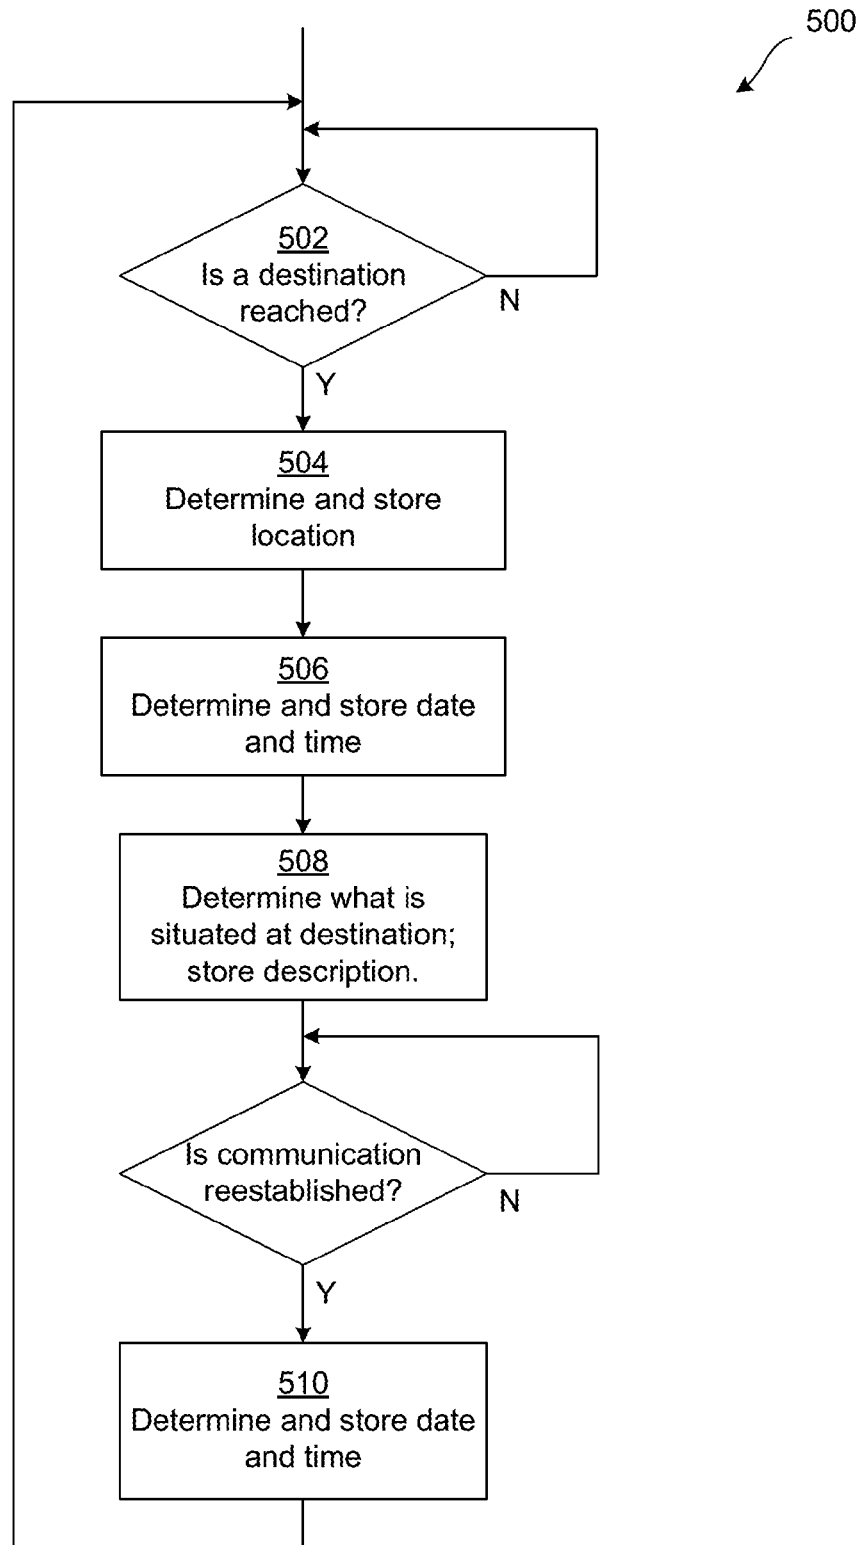 500
502
Is a destination
reached?
N
Y
504
Determine and store
location
506
Determine and store date
and time
508
Determine what is
situated at destination;
store description.
Is communication
reestablished?
N
Y
510
Determine and store date
and time